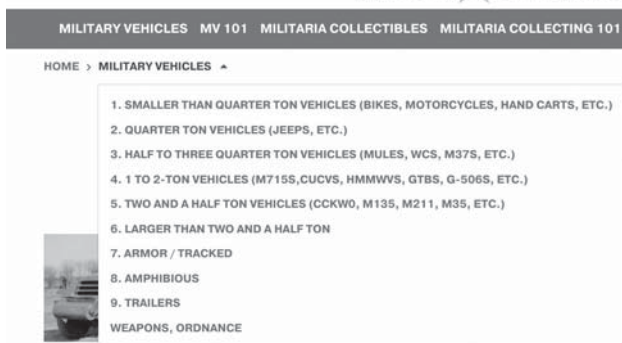 MILITARY VEHICLES MV 101 MILITARIA COLLECTIBLES MILITARIA COLLECTING 101
HOME > MILITARY VEHICLES
1. SMALLER THAN QUARTER TON VEHICLES (BIKES, MOTORCYCLES, HAND CARTS, ETC.)
2. QUARTER TON VEHICLES (JEEPS, ETC.)
3. HALF TO THREE QUARTER TON VEHICLES (MULES, WCS, M37S, ETC.)
4. 1 TO 2-TON VEHICLES (M715S,CUCVS, HMMWVS, GTBS, G-506S, ETC.)
5. TWO AND A HALF TON VEHICLES (CCKW0, M135, M211, M35, ETC.)
6. LARGER THAN TWO AND A HALF TON
7. ARMOR / TRACKED
8. AMPHIBIOUS
9. TRAILERS
WEAPONS, ORDNANCE